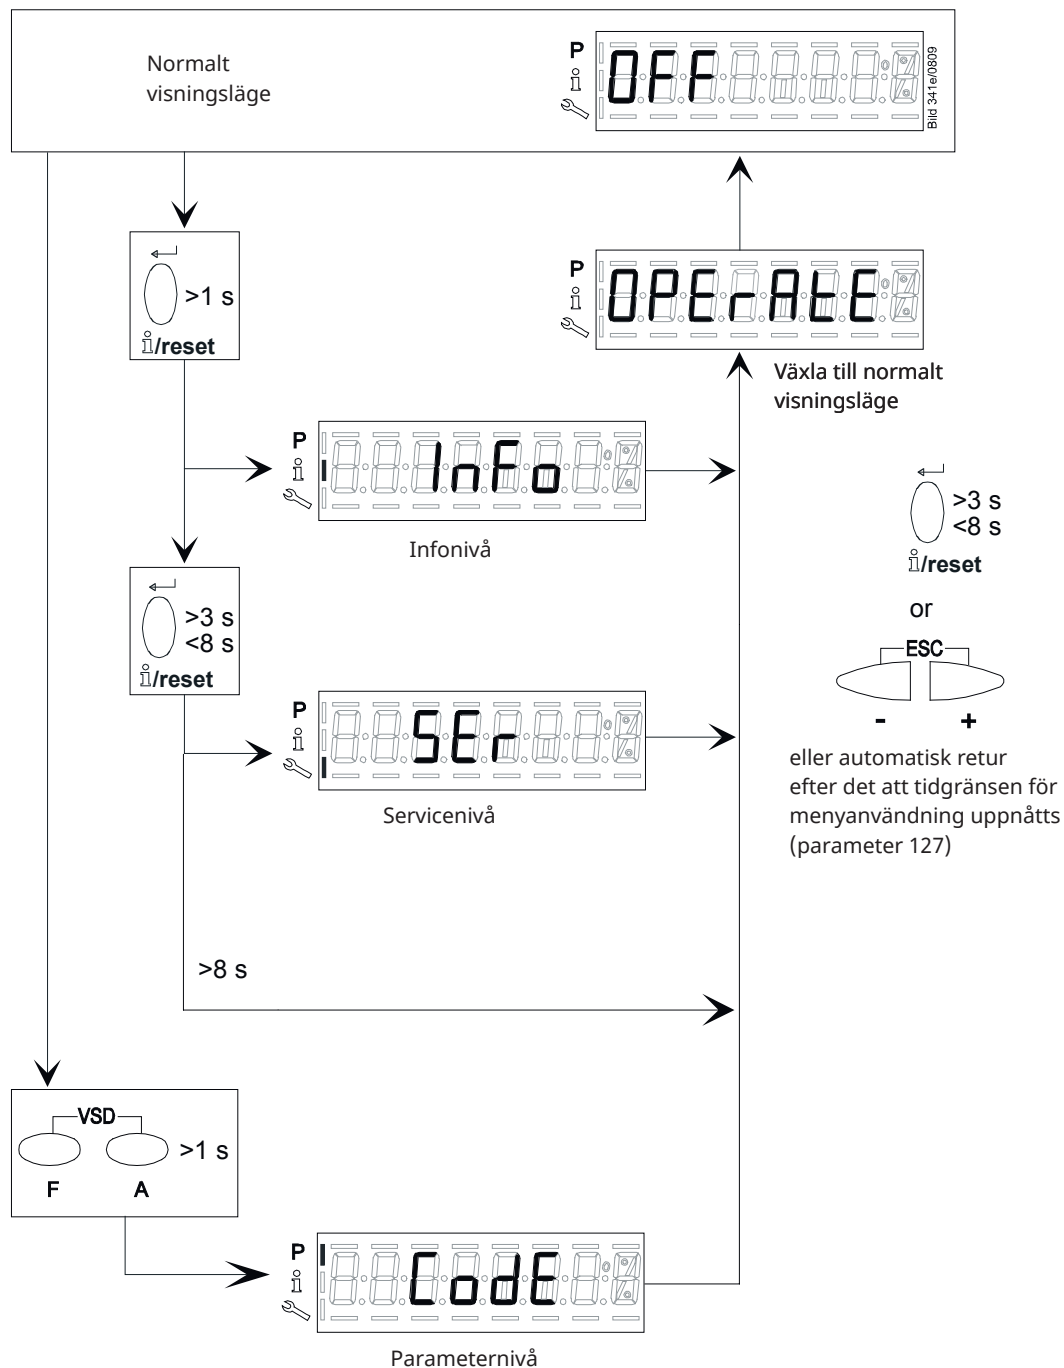 Normalt
visningsläge
P
OFF
Bild 341e/0809
>1 s
i/reset
P
OPErAtE
Växla till normalt
visningsläge
P
InFo
Infonivå
>3 s
<8 s
i/reset
>3 s
<8 s
i/reset
or
ESC
- +
P
SEr
Servicenivå
eller automatisk retur
efter det att tidgränsen för
menyanvändning uppnåtts
(parameter 127)
>8 s
VSD
>1 s
F A
P
CodE
Parameternivå